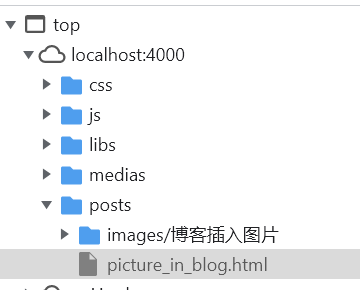 top
localhost:4000
css
js
libs
medias
posts
images/博客插入图片
picture_in_blog.html